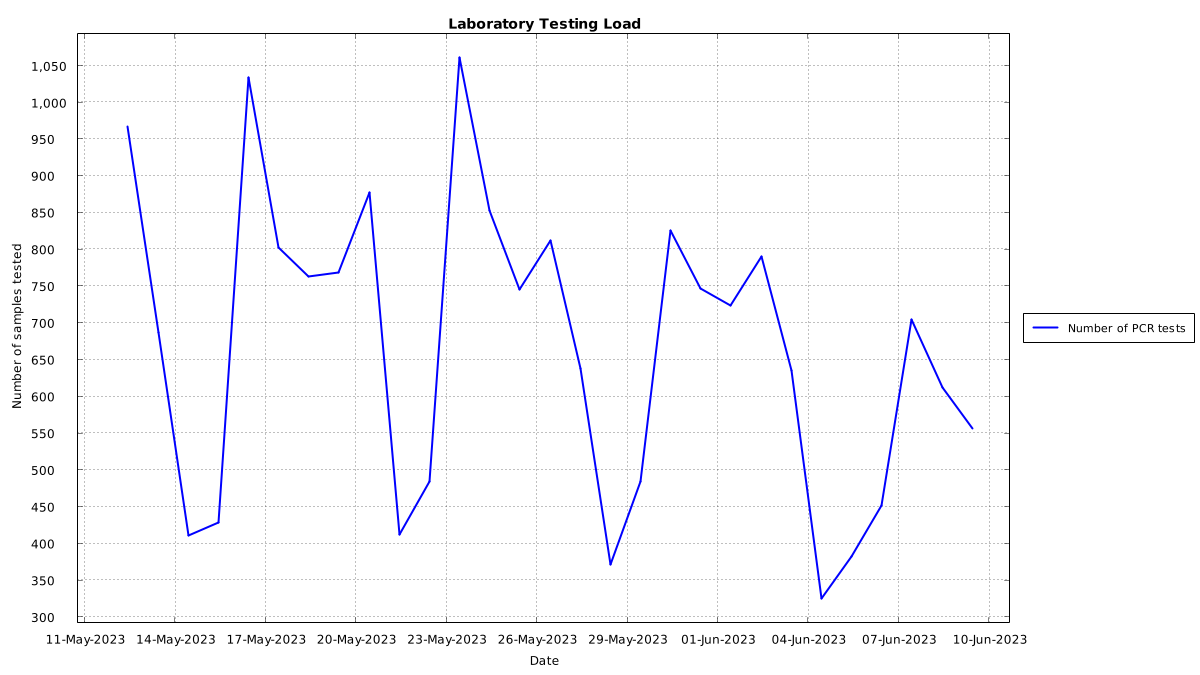 Laboratory Testing Load
Number of samples tested
1,050
1,000
950
900
850
800
750
700
650
600
550
500
450
400
350
300
11-May-2023
14-May-2023
17-May-2023
20-May-2023
23-May-2023
26-May-2023
29-May-2023
01-Jun-2023
04-Jun-2023
07-Jun-2023
10-Jun-2023
Date
Number of PCR tests